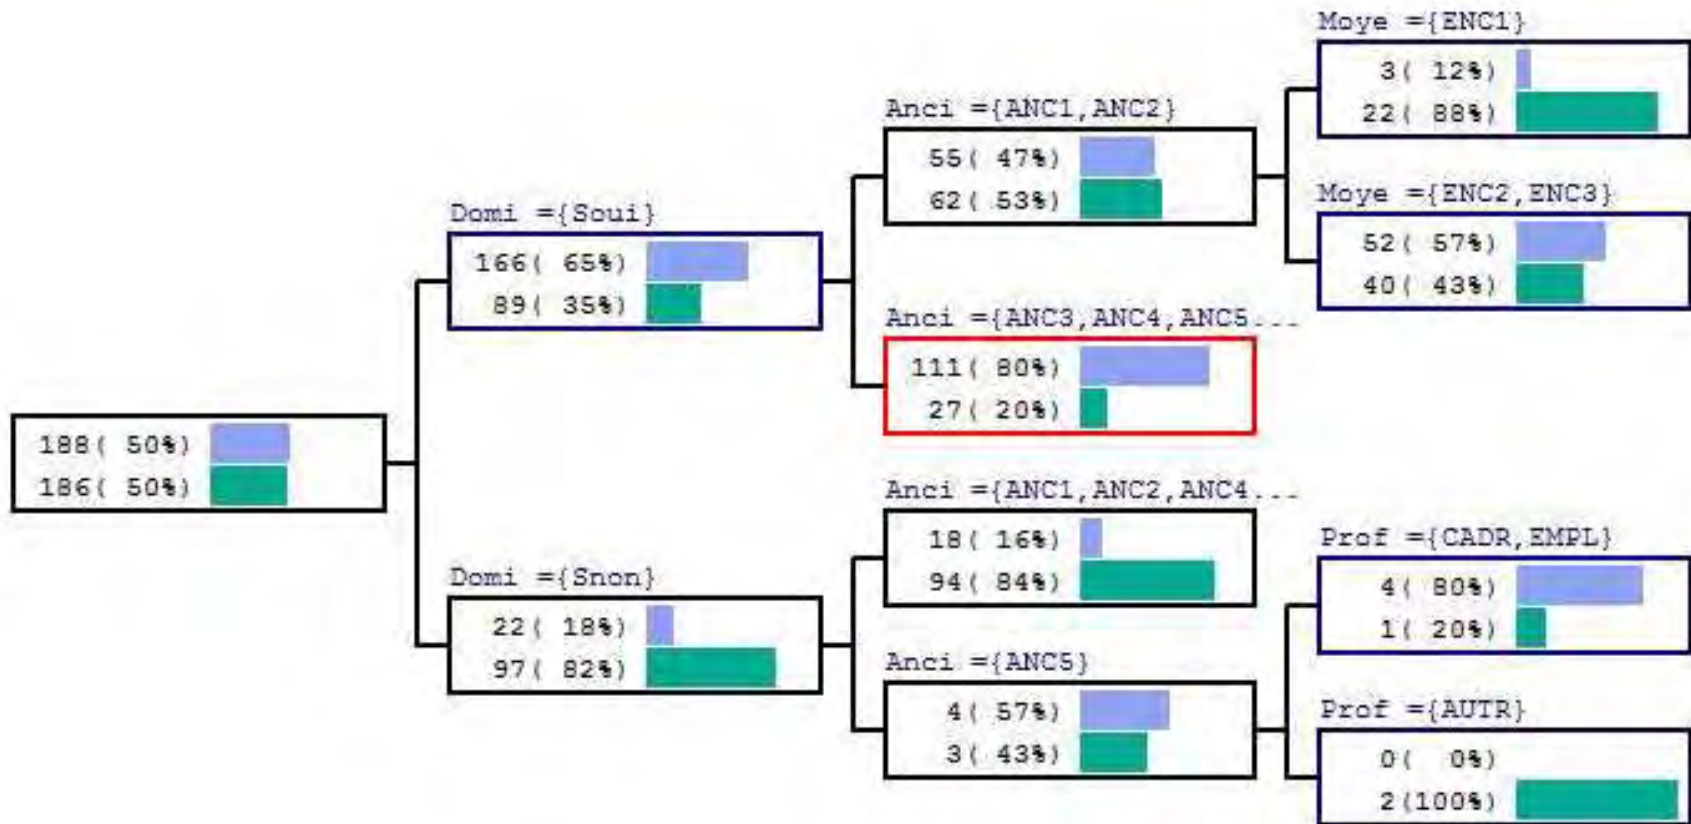 188( 50%)
186( 50%)
Domi ={Soui}
166( 65%)
89( 35%)
Domi ={Snon}
22( 18%)
97( 82%)
Anci ={ANC1,ANC2}
55( 47%)
62( 53%)
Anci ={ANC3,ANC4,ANC5...
111( 80%)
27( 20%)
Anci ={ANC1,ANC2,ANC4...
18( 16%)
94( 84%)
Anci ={ANC5}
4( 57%)
3( 43%)
Moye ={ENC1}
3( 12%)
22( 88%)
Moye ={ENC2,ENC3}
52( 57%)
40( 43%)
Prof ={CADR,EMPL}
4( 80%)
1( 20%)
Prof ={AUTR}
0( 0%)
2(100%)